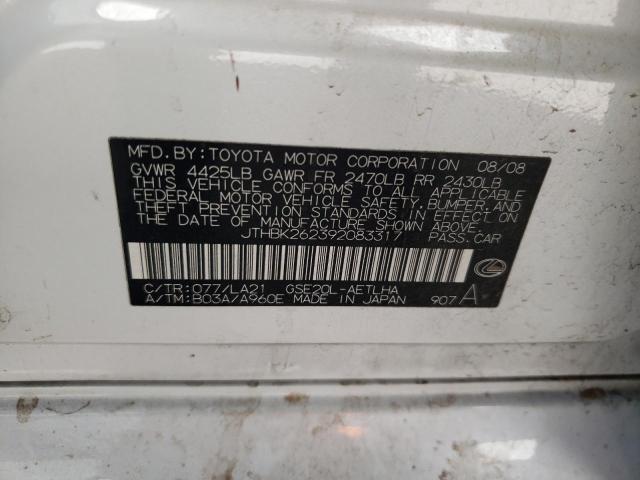 MFD. BY: TOYOTA MOTOR CORPORATION 08/08
GVWR 4425LB GAWR FR 2470LB RR 2430LB
THIS VEHICLE CONFORMS TO ALL APPLICABLE
FEDERAL MOTOR VEHICLE SAFETY, BUMPER, AND
THEFT PREVENTION STANDARDS IN EFFECT ON
THE DATE OF MANUFACTURE SHOWN ABOVE.
JTHBK262392083317 PASS. CAR
C/TR: 077/LA21 GSE20L-AETLHA
A/TM: B03A/A960E MADE IN JAPAN 907 A